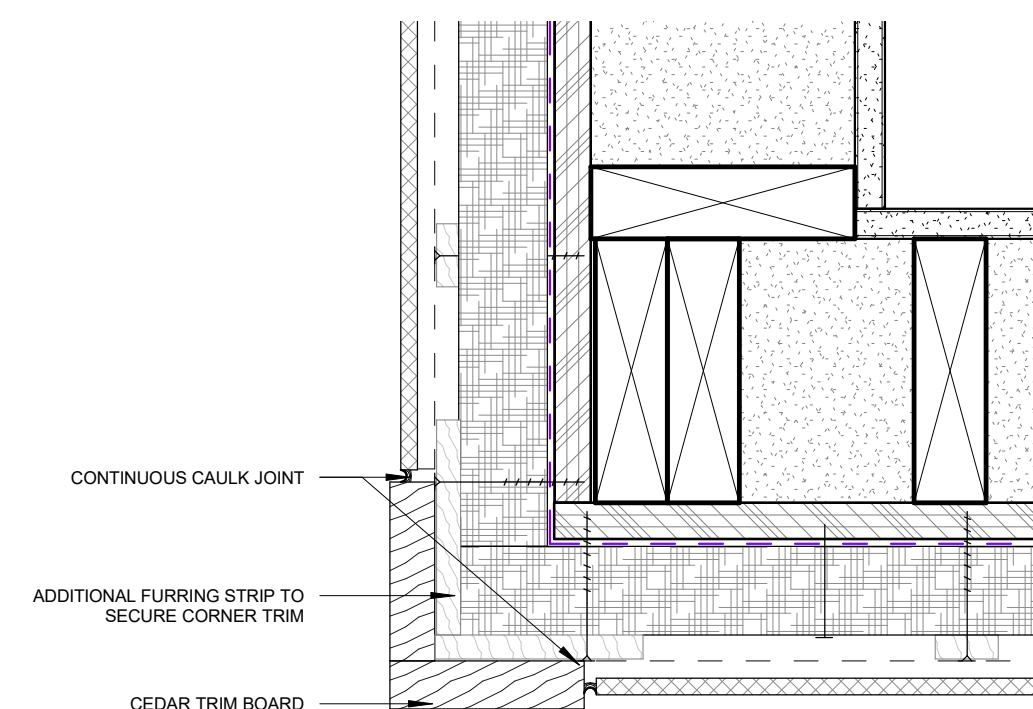 CONTINUOUS CAULK JOINT
ADDITIONAL FURRING STRIP TO
SECURE CORNER TRIM
CEDAR TRIM BOARD